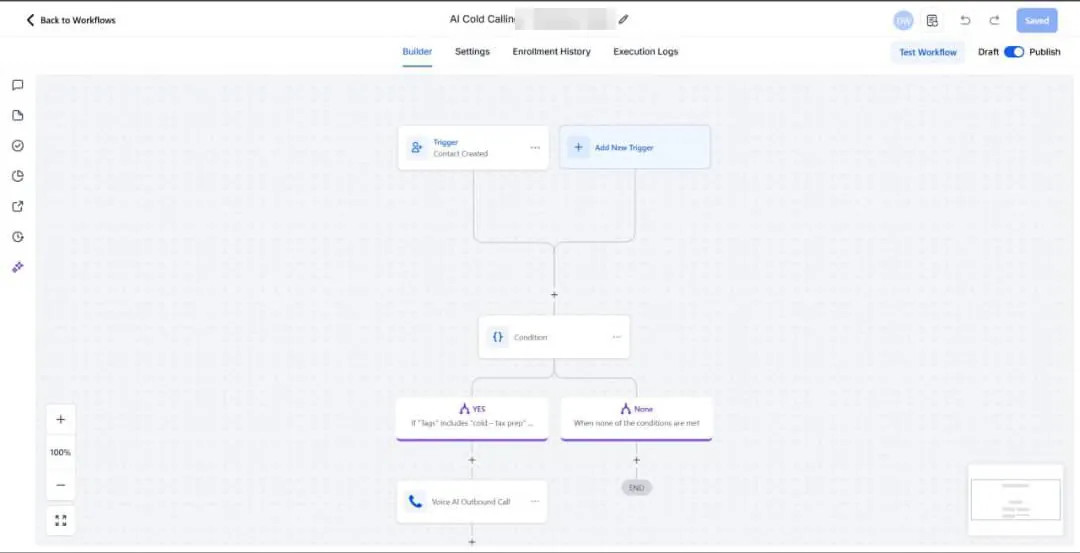 Back to Workflows
AI Cold Calling
DW
Saved
Builder
Settings
Enrollment History
Execution Logs
Test Workflow
Draft
Publish
Trigger
Contact Created
Add New Trigger
Condition
YES
If "Tags" includes "cold – tax prep" ...
None
When none of the conditions are met
100%
Voice AI Outbound Call
END